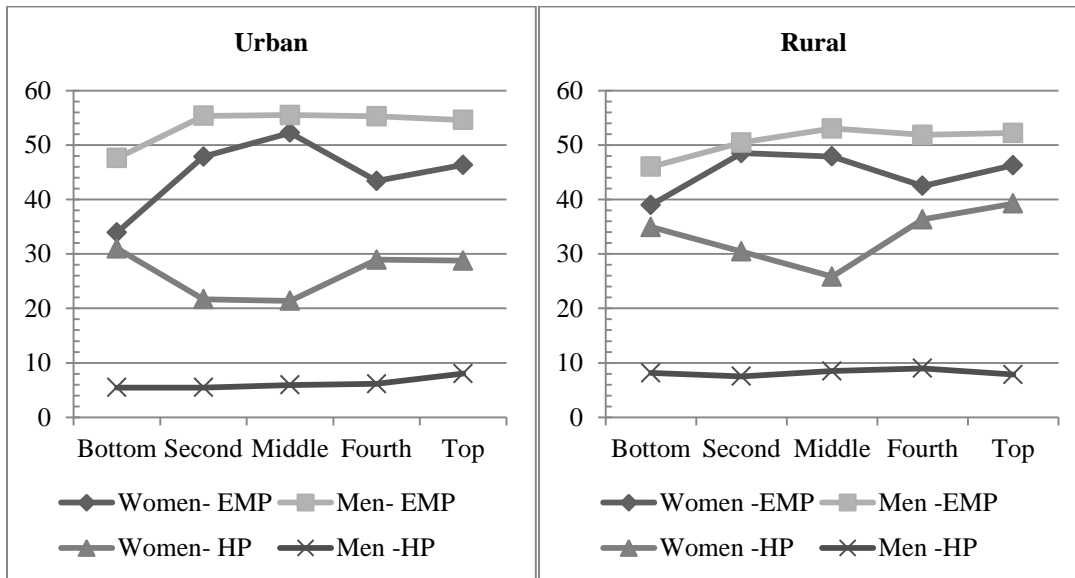 Urban
60
50
40
30
20
10
0
Bottom Second Middle Fourth Top
Women- EMP Men- EMP
Women- HP Men -HP
Rural
60
50
40
30
20
10
0
Bottom Second Middle Fourth Top
Women -EMP Men -EMP
Women -HP Men -HP